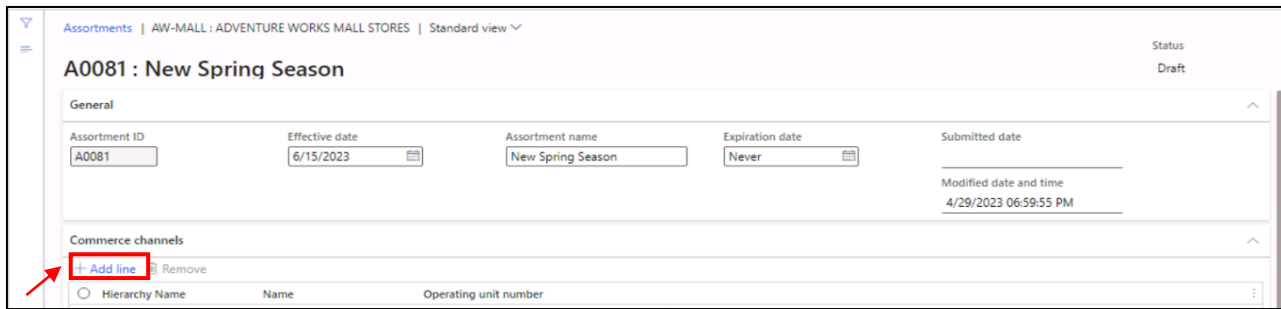 Assortments | AW-MALL : ADVENTURE WORKS MALL STORES | Standard view
Status
A0081 : New Spring Season
Draft
General
Assortment ID Effective date Assortment name Expiration date Submitted date
A0081 6/15/2023 New Spring Season Never
Modified date and time
4/29/2023 06:59:55 PM
Commerce channels
+ Add line Remove
Hierarchy Name Name Operating unit number